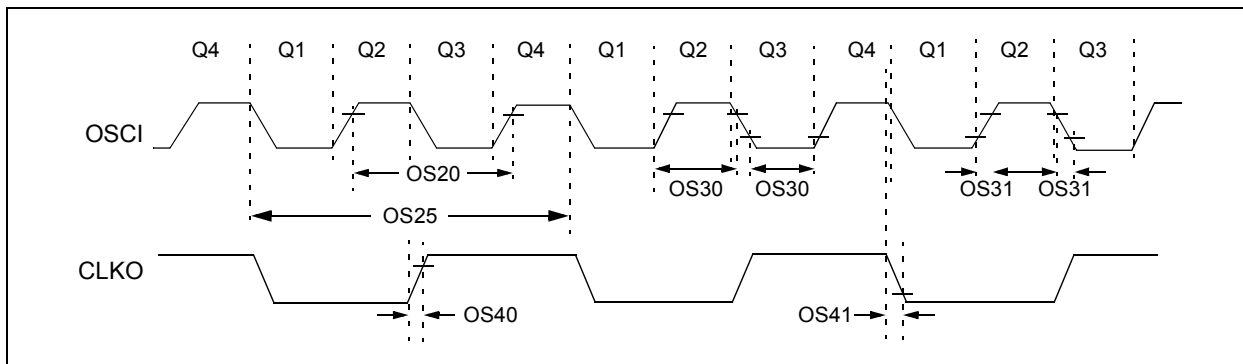 Q4 Q1 Q2 Q3 Q4 Q1 Q2 Q3 Q4 Q1 Q2 Q3
OSCI
OS20 OS30 OS30 OS31 OS31
OS25
CLKO
OS40 OS41